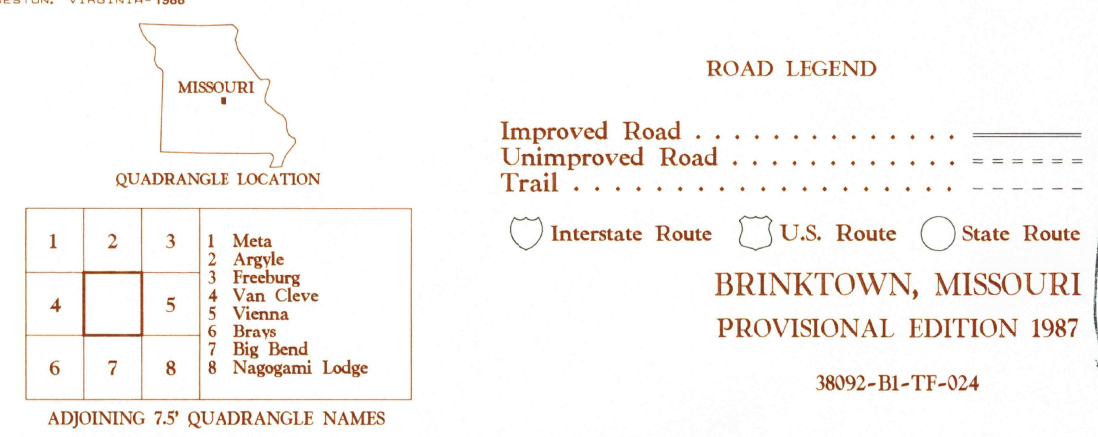 VIRGINIA-1988
MISSOURI
QUADRANGLE LOCATION
1 2 3
4 5
6 7 8
1 Meta
2 Argyle
3 Freeburg
4 Van Cleve
5 Vienna
6 Brays
7 Big Bend
8 Nagogami Lodge
ADJOINING 7.5' QUADRANGLE NAMES
ROAD LEGEND
Improved Road . . . . . . . . . . . . . .
Unimproved Road . . . . . . . . . . . .
Trail . . . . . . . . . . . . . . . . . . . .
Interstate Route U.S. Route State Route
BRINKTOWN, MISSOURI
PROVISIONAL EDITION 1987
38092-B1-TF-024